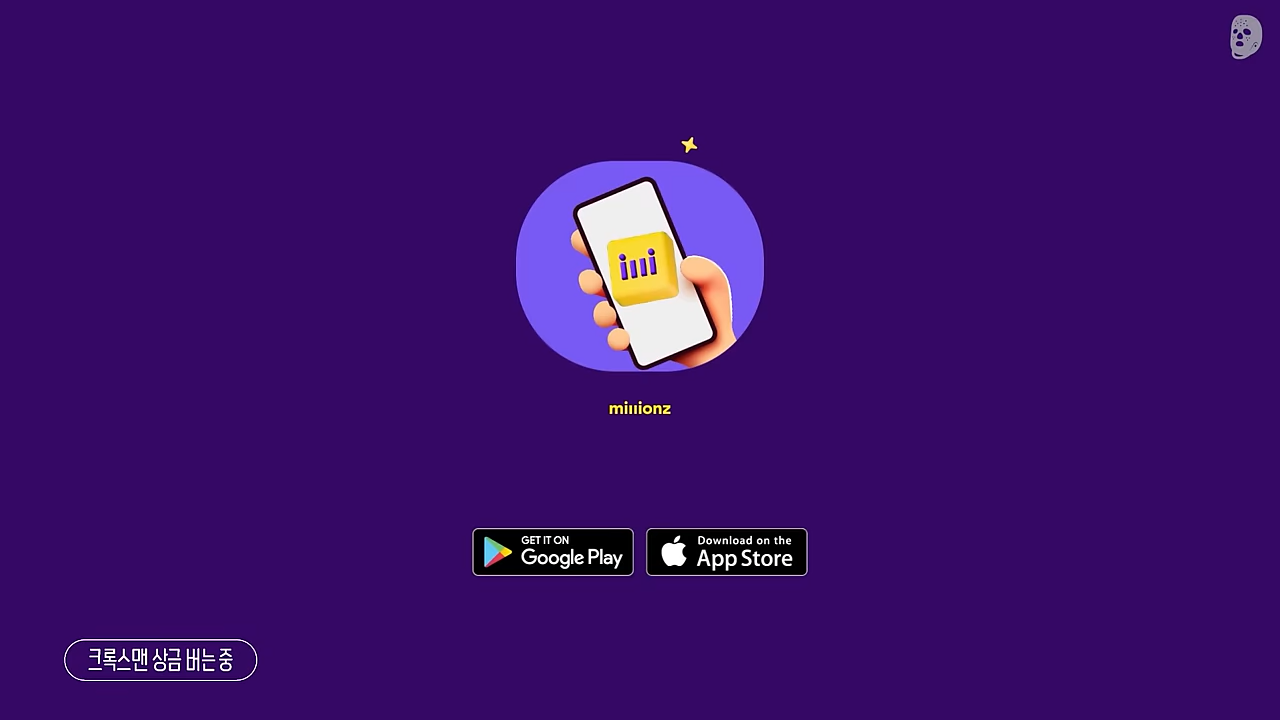 millionz
GET IT ON
Google Play
Download on the
App Store
크록스맨 상금 버는 중